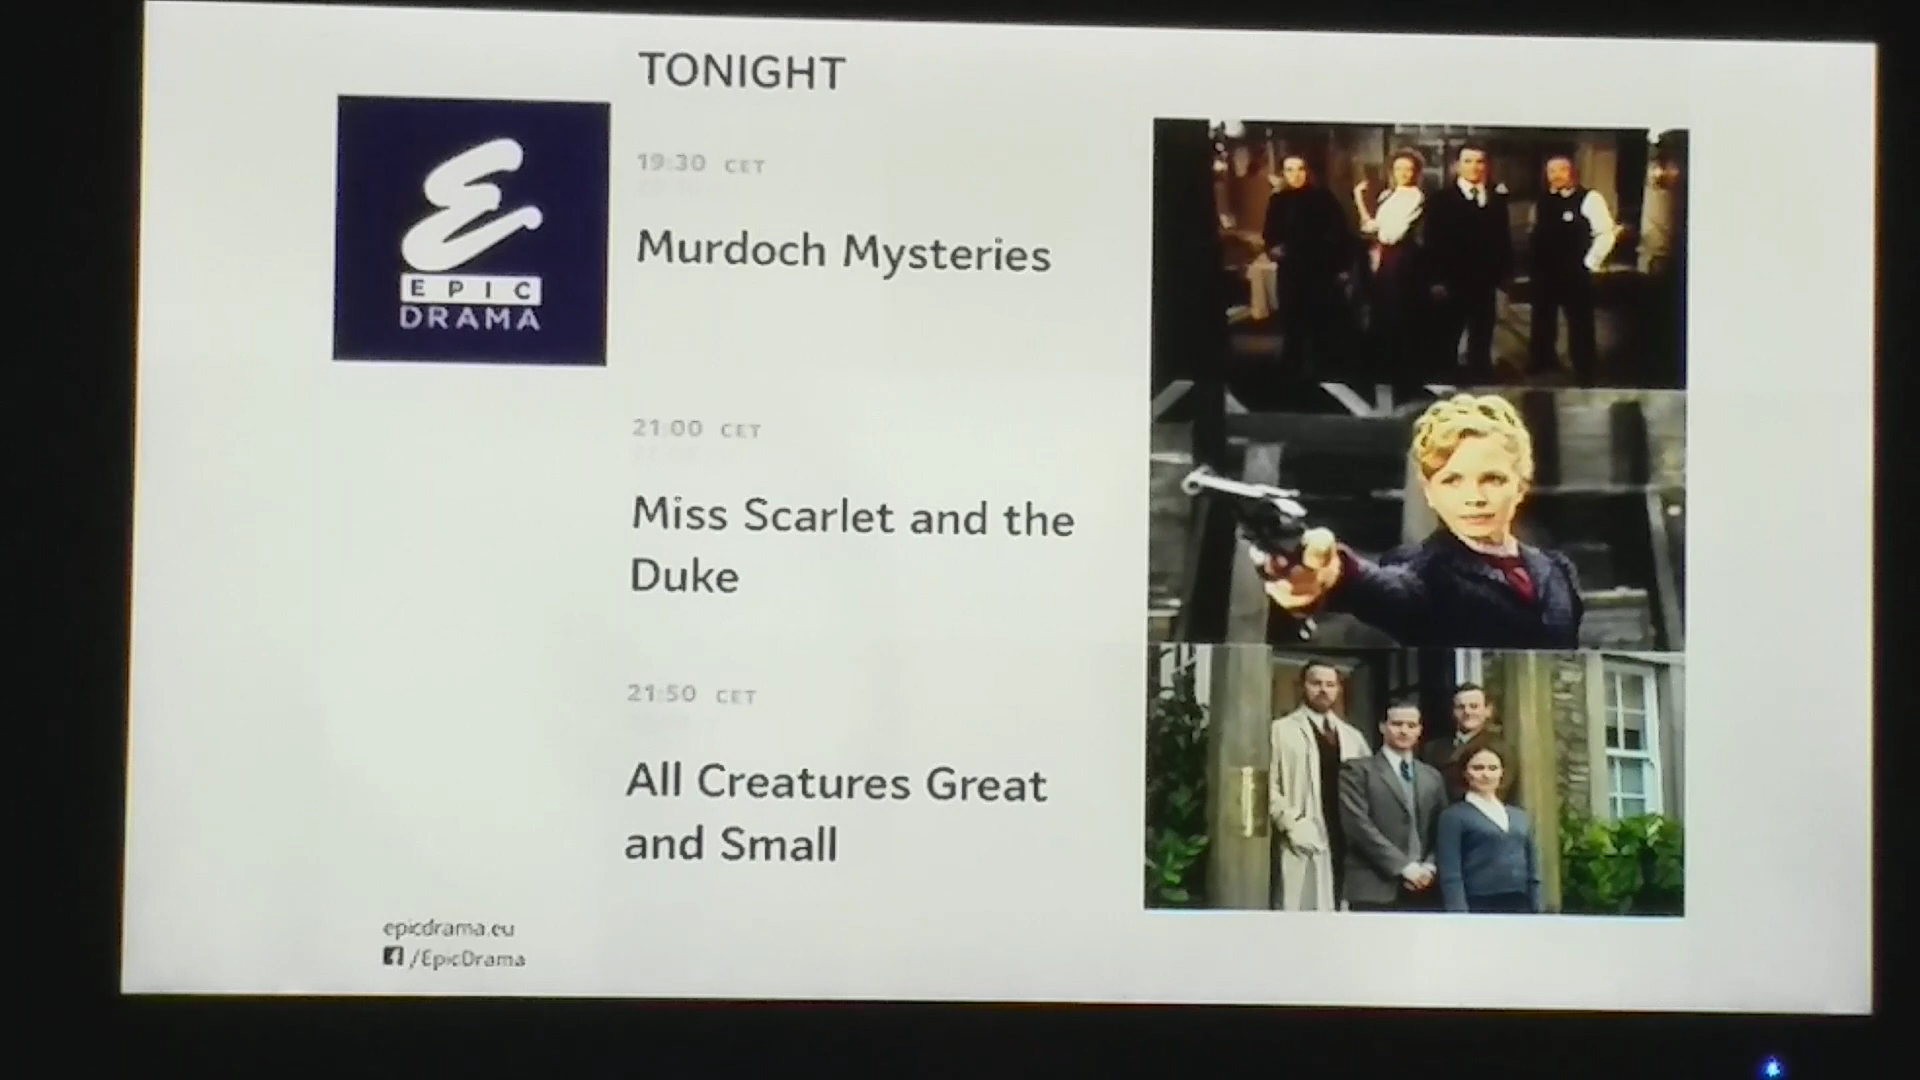 TONIGHT
EPIC
DRAMA
19:30 CET
Murdoch Mysteries
21:00 CET
Miss Scarlet and the
Duke
21:50 CET
All Creatures Great
and Small
epicdrama.eu
/EpicDrama